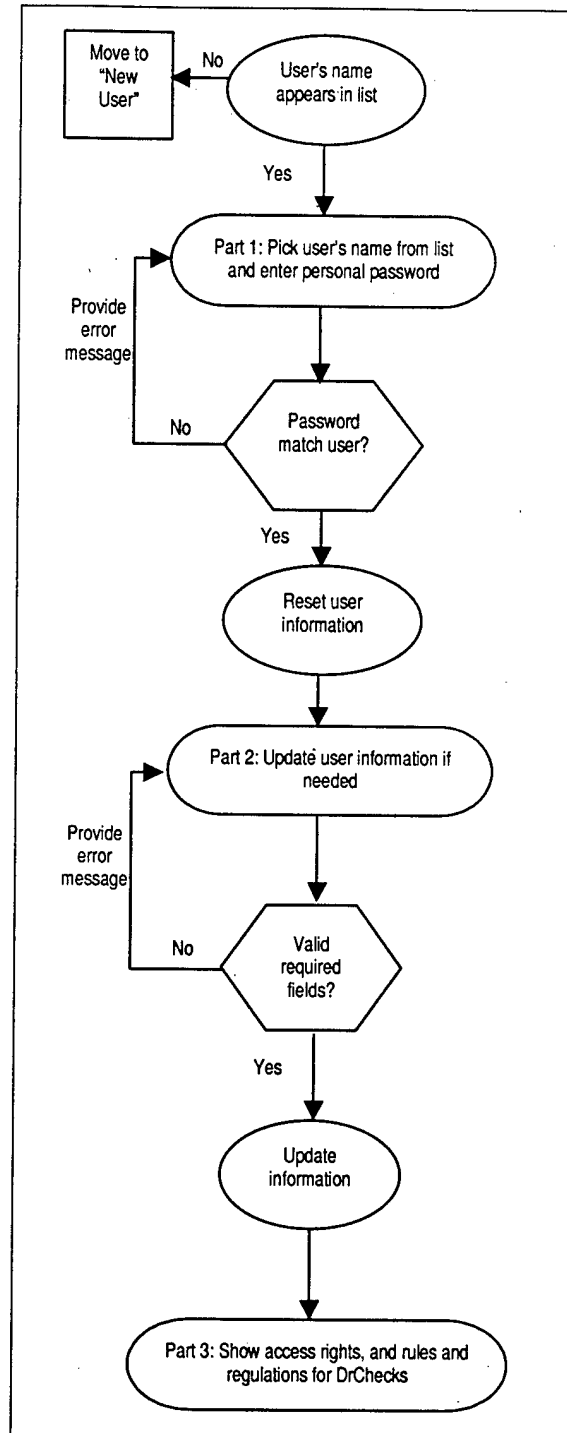 Move to
“New
User”
No
User's name
appears in list
Yes
Part 1: Pick user's name from list
and enter personal password
Provide
error
message
No
Password
match user?
Yes
Reset user
information
Part 2: Update user information if
needed
Provide
error
message
No
Valid
required
fields?
Yes
Update
information
Part 3: Show access rights, and rules and
regulations for DrChecks